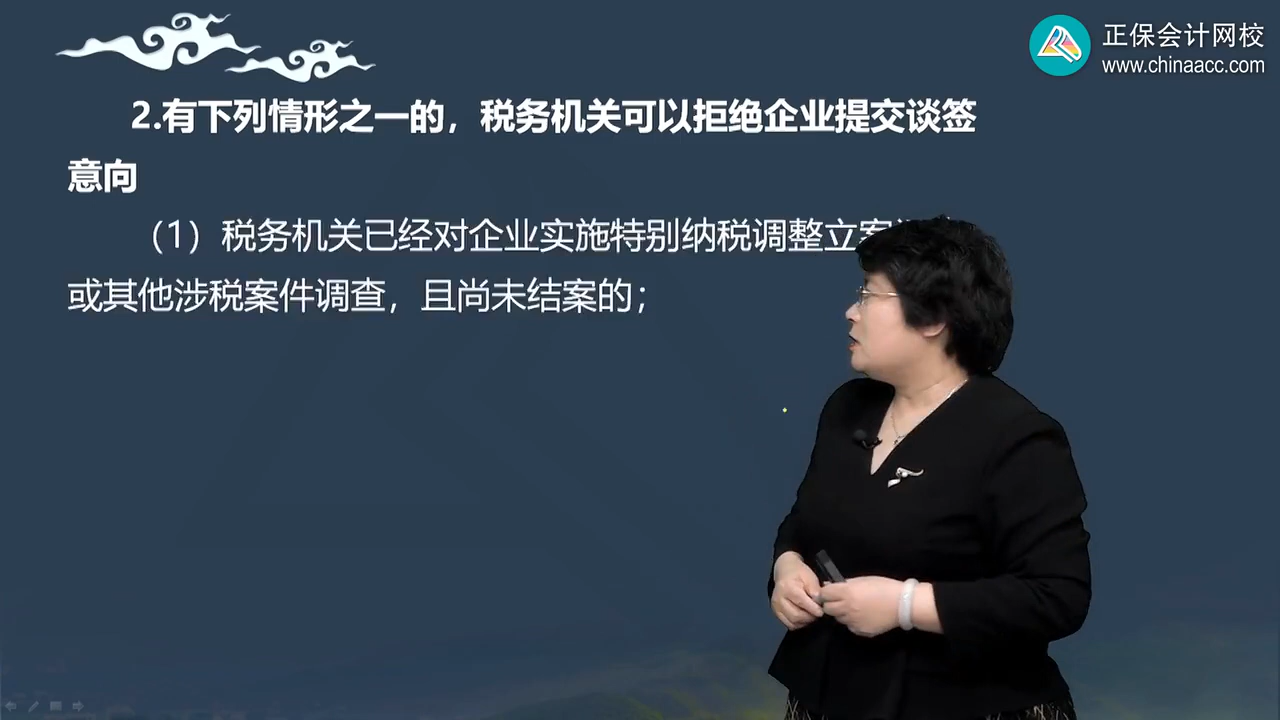 正保会计网校
www.chinaacc.com
2.有下列情形之一的，税务机关可以拒绝企业提交谈签
意向
（1）税务机关已经对企业实施特别纳税调整立案
或其他涉税案件调查，且尚未结案的；